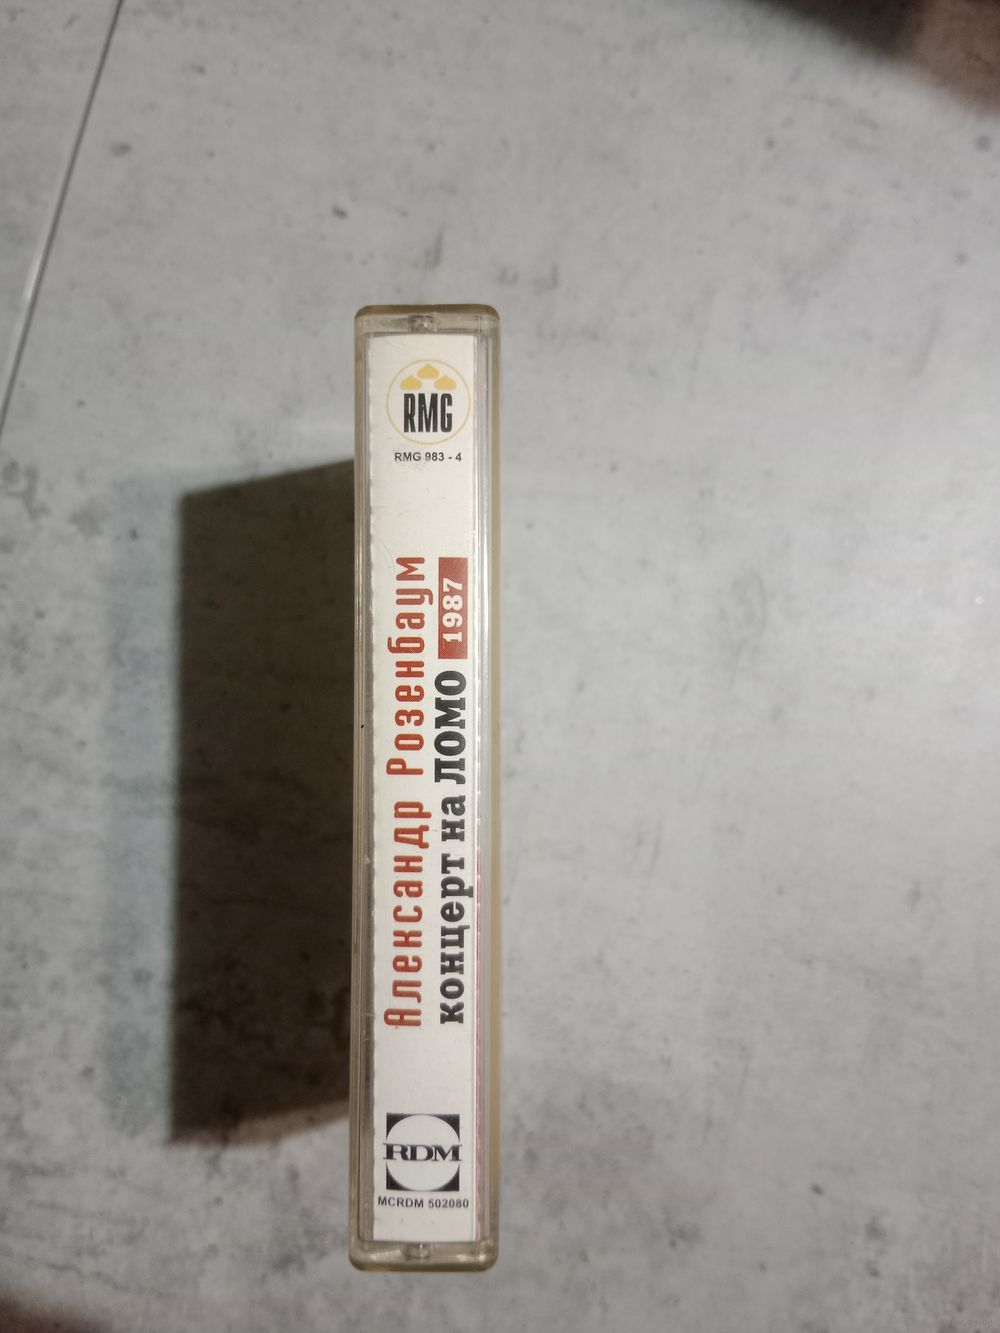 RMG
RMG 983 - 4
Александр Розенбаум
концерт на ЛОМО 1987
RDM
MCRDM 502080